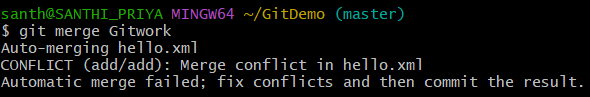 santh@SANTHI_PRIYA MINGW64 ~/GitDemo (master)
$ git merge Gitwork
Auto-merging hello.xml
CONFLICT (add/add): Merge conflict in hello.xml
Automatic merge failed; fix conflicts and then commit the result.